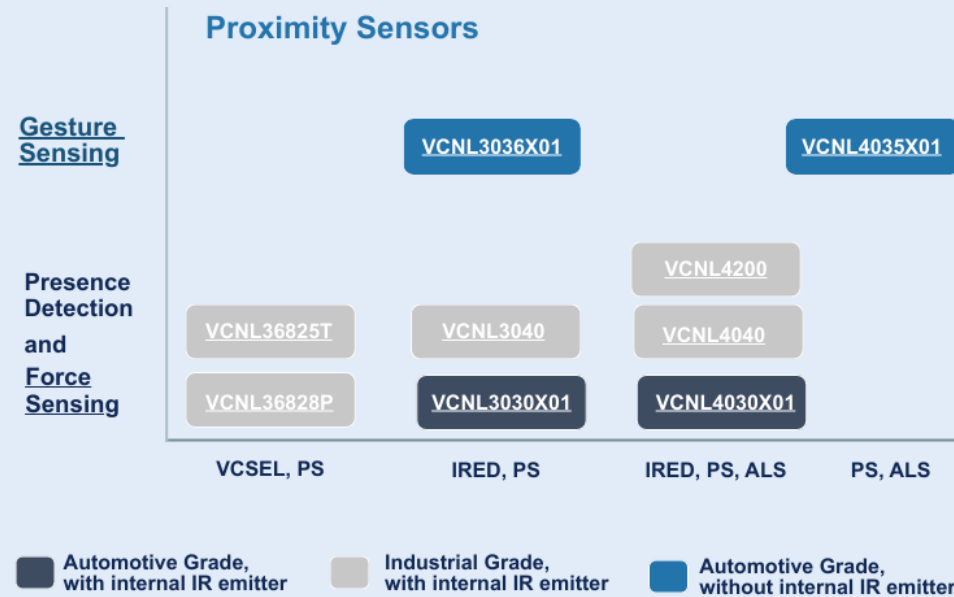 Proximity Sensors
Gesture
Sensing
VCNL3036X01
VCNL4035X01
Presence
Detection
and
Force
Sensing
VCNL4200
VCNL36825T
VCNL3040
VCNL4040
VCNL36828P
VCNL3030X01
VCNL4030X01
VCSEL, PS
IRED, PS
IRED, PS, ALS
PS, ALS
Automotive Grade,
with internal IR emitter
Industrial Grade,
with internal IR emitter
Automotive Grade,
without internal IR emitter